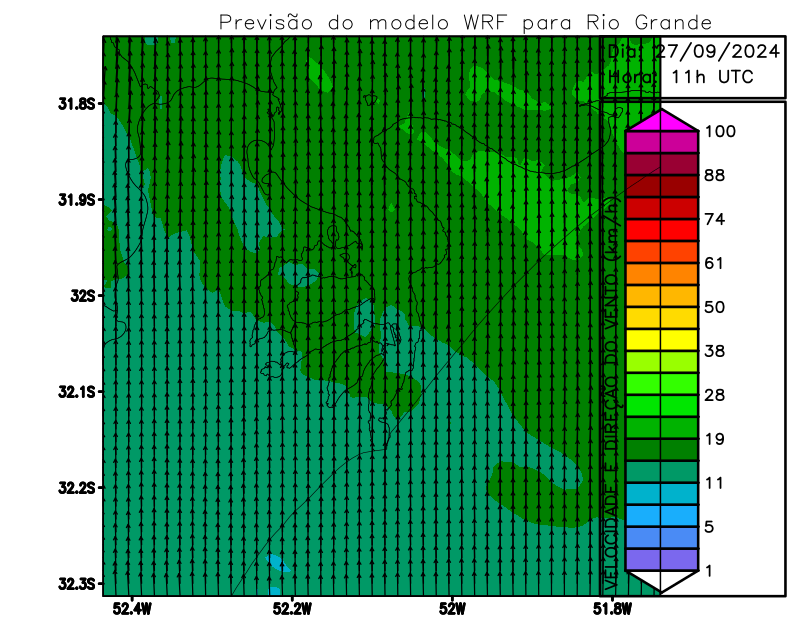 Previsão do modelo WRF para Rio Grande
Dia: 27/09/2024
Hora: 11h UTC
31.8S
31.9S
32S
32.1S
32.2S
32.3S
52.4W
52.2W
52W
51.8W
VELOCIDADE E DIREÇÃO DO VENTO (km/h)
100
88
74
61
50
38
28
19
11
5
1